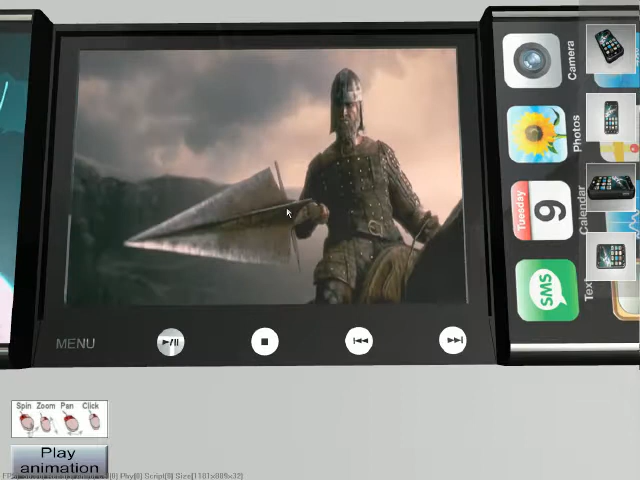 Camera
Photos
Tuesday
9
Calendar
SMS
Text
MENU
Spin Zoom Pan Click
Play
animation